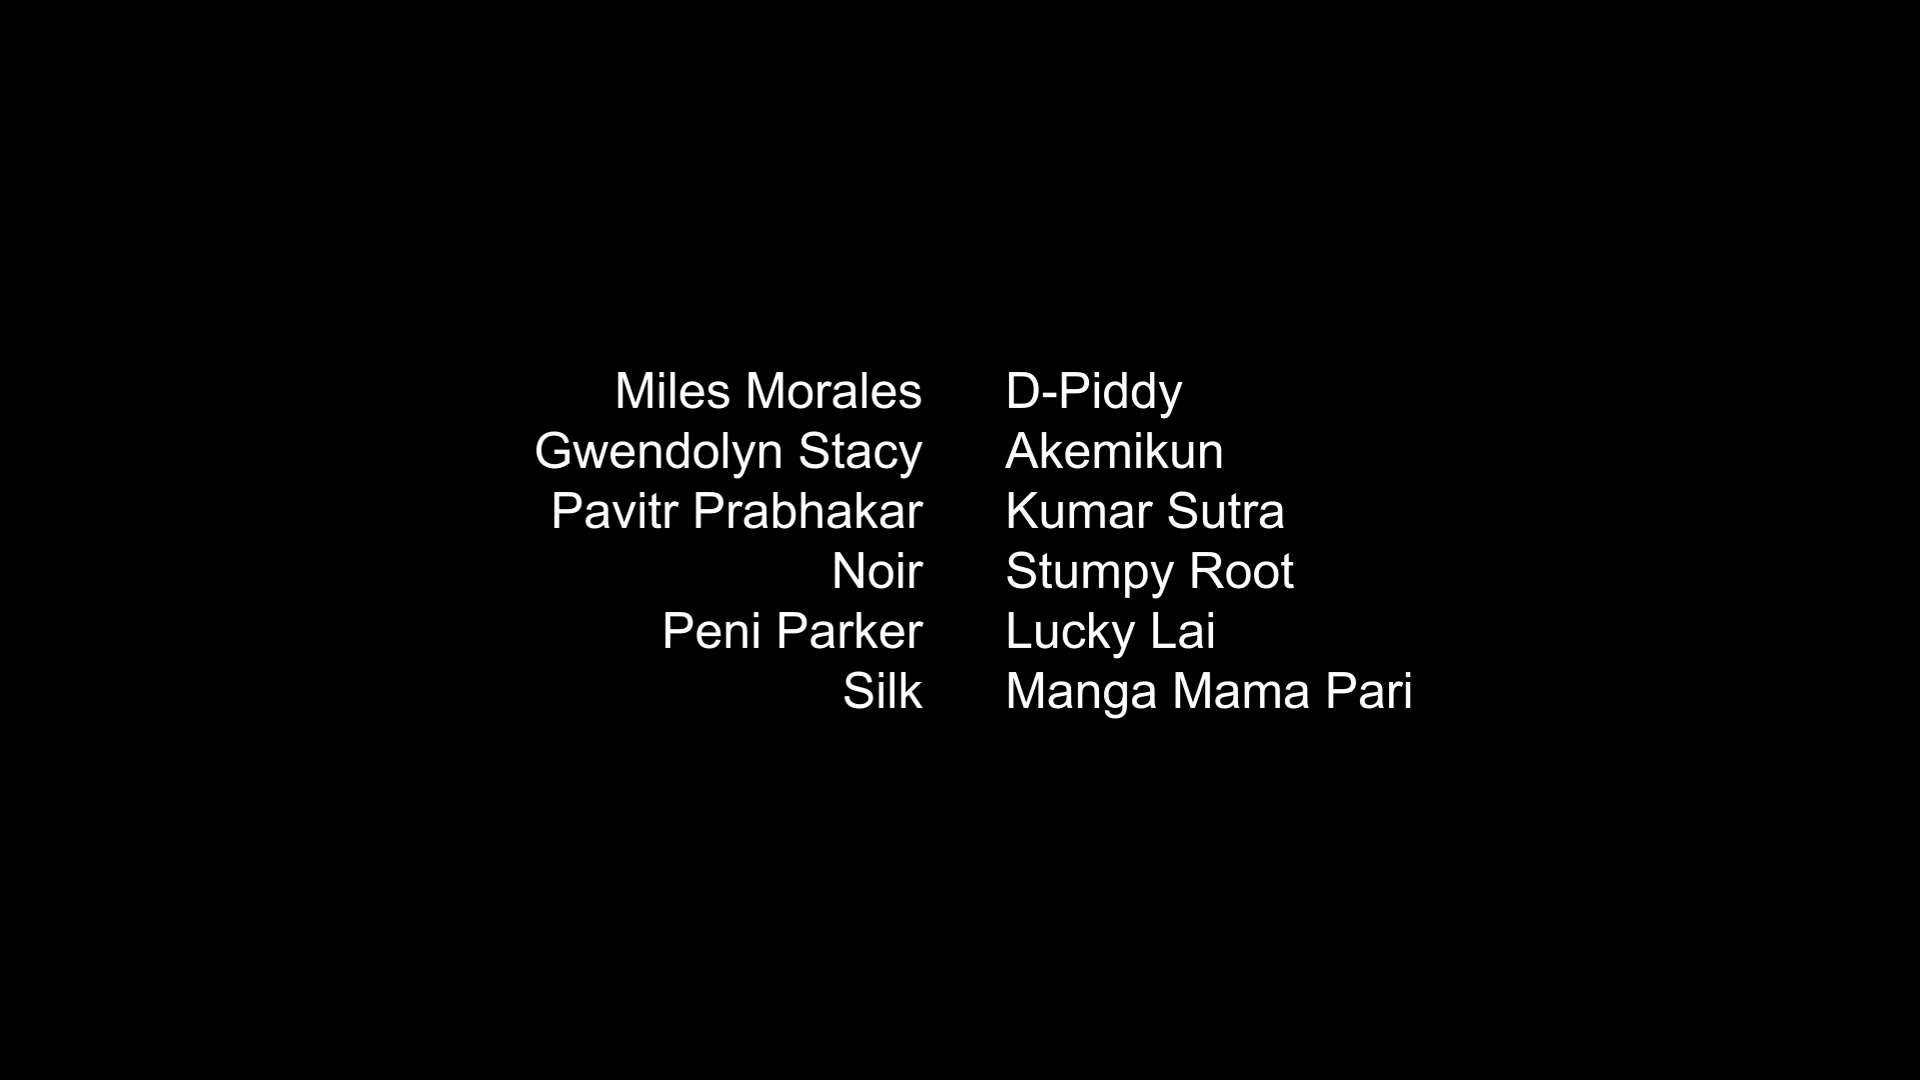 Miles Morales D-Piddy
Gwendolyn Stacy Akemikun
Pavitr Prabhakar Kumar Sutra
Noir Stumpy Root
Peni Parker Lucky Lai
Silk Manga Mama Pari